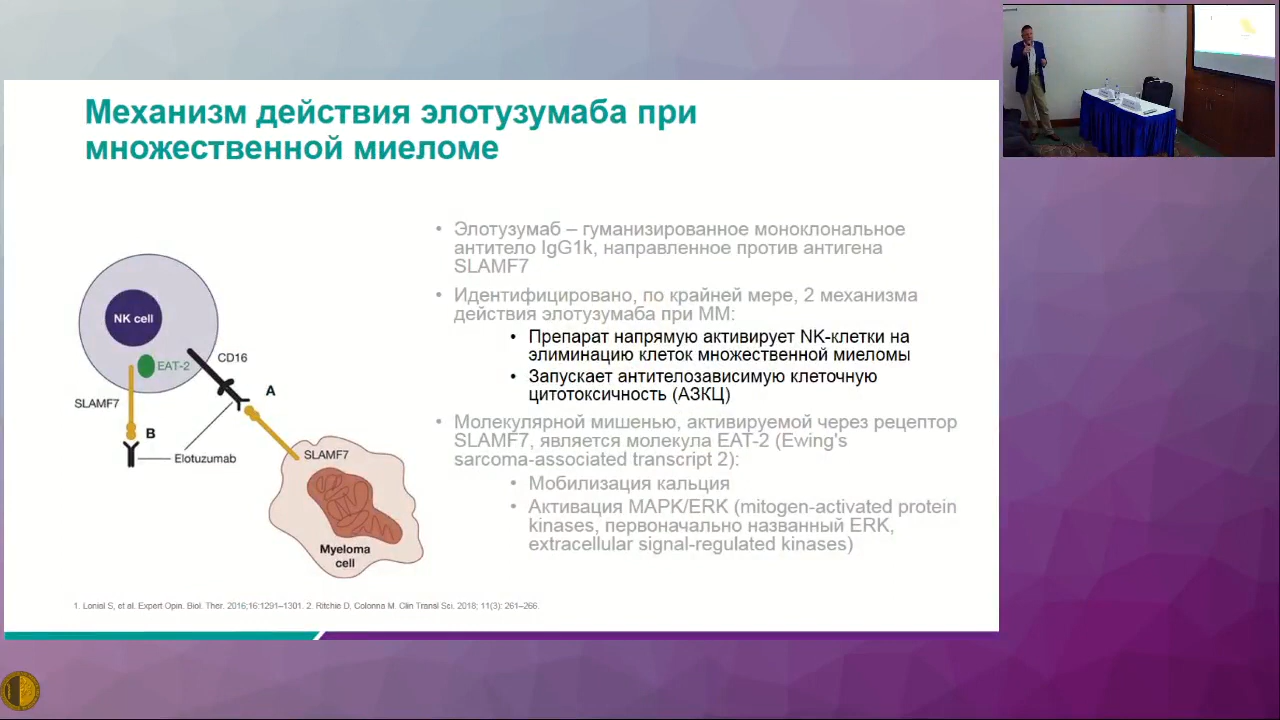 Механизм действия элотузумаба при
множественной миеломе
NK cell
EAT-2
CD16
SLAMF7
A
B
Elotuzumab
SLAMF7
Myeloma
cell
• Элотузумаб – гуманизированное моноклональное
антитело IgG1k, направленное против антигена
SLAMF7
• Идентифицировано, по крайней мере, 2 механизма
действия элотузумаба при ММ:
• Препарат напрямую активирует NK-клетки на
элиминацию клеток множественной миеломы
• Запускает антителозависимую клеточную
цитотоксичность (АЗКЦ)
• Молекулярной мишенью, активируемой через рецептор
SLAMF7, является молекула EAT-2 (Ewing's
sarcoma-associated transcript 2):
• Мобилизация кальция
• Активация MAPK/ERK (mitogen-activated protein
kinases, первоначально названный ERK,
extracellular signal-regulated kinases)
1. Lonial S, et al. Expert Opin. Biol. Ther. 2016;16:1291–1301. 2. Ritchie D, Colonna M. Clin Transl Sci. 2018; 11(3): 261–266.